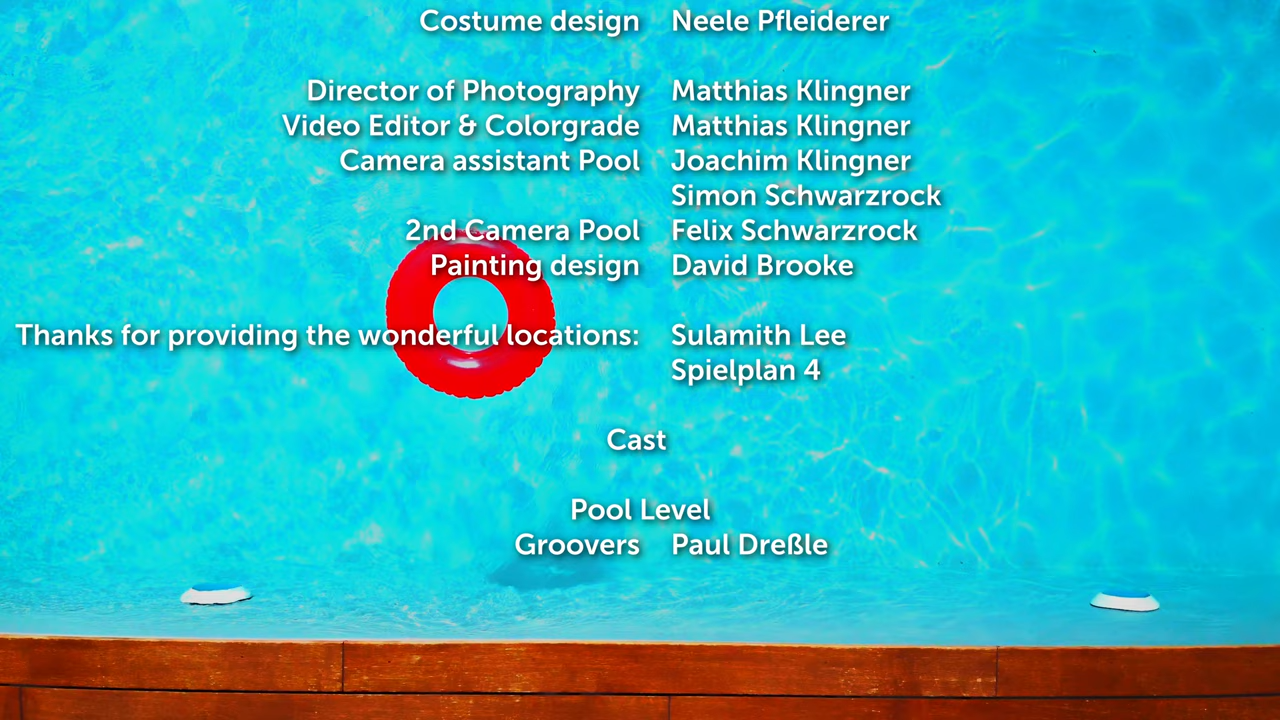 Costume design Neele Pfleiderer
Director of Photography Matthias Klingner
Video Editor & Colorgrade Matthias Klingner
Camera assistant Pool Joachim Klingner
Simon Schwarzrock
2nd Camera Pool Felix Schwarzrock
Painting design David Brooke
Thanks for providing the wonderful locations: Sulamith Lee
Spielplan 4
Cast
Pool Level
Groovers Paul Dreßle